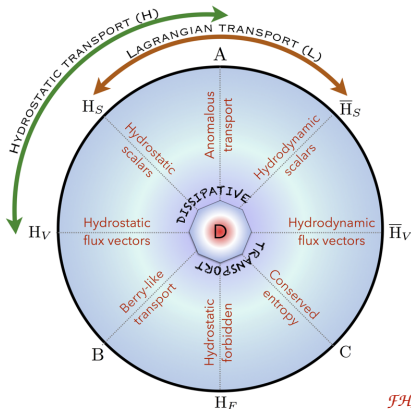 HYDROSTATIC TRANSPORT (H)
LAGRANGIAN TRANSPORT (L)
A
H_S
H̅_S
Anomalous
transport
Hydrostatic
scalars
Hydrodynamic
scalars
DISSIPATIVE
D
TRANSPORT
H_V
Hydrostatic
flux vectors
Hydrodynamic
flux vectors
H̅_V
Berry-like
transport
Hydrostatic
forbidden
Conserved
entropy
B
C
H_F
FH